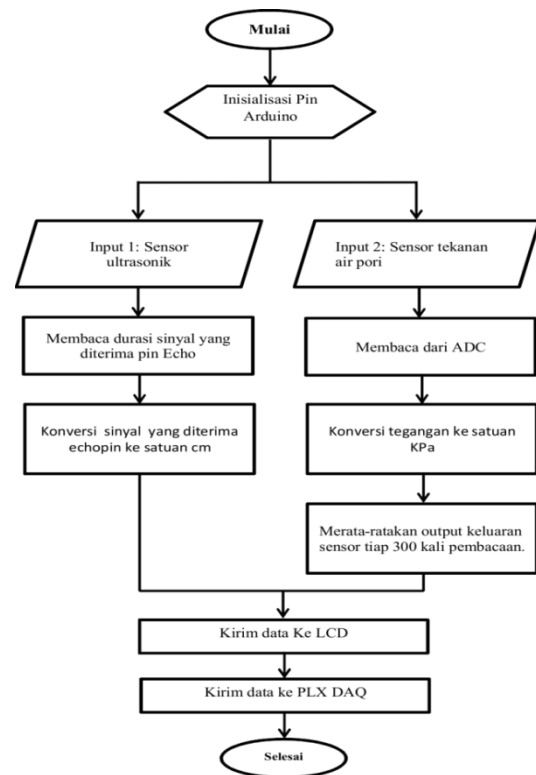 Mulai
Inisialisasi Pin
Arduino
Input 1: Sensor
ultrasonik
Input 2: Sensor tekanan
air pori
Membaca durasi sinyal yang
diterima pin Echo
Membaca dari ADC
Konversi sinyal yang diterima
echopin ke satuan cm
Konversi tegangan ke satuan
KPa
Merata-ratakan output keluaran
sensor tiap 300 kali pembacaan.
Kirim data Ke LCD
Kirim data ke PLX DAQ
Selesai